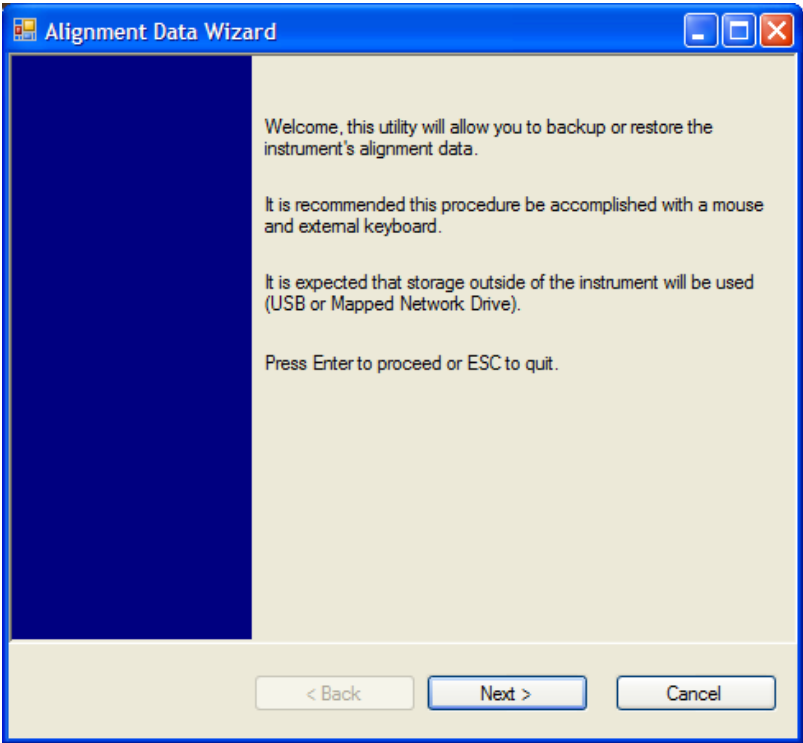 Alignment Data Wizard
Welcome, this utility will allow you to backup or restore the
instrument's alignment data.
It is recommended this procedure be accomplished with a mouse
and external keyboard.
It is expected that storage outside of the instrument will be used
(USB or Mapped Network Drive).
Press Enter to proceed or ESC to quit.
< Back
Next >
Cancel